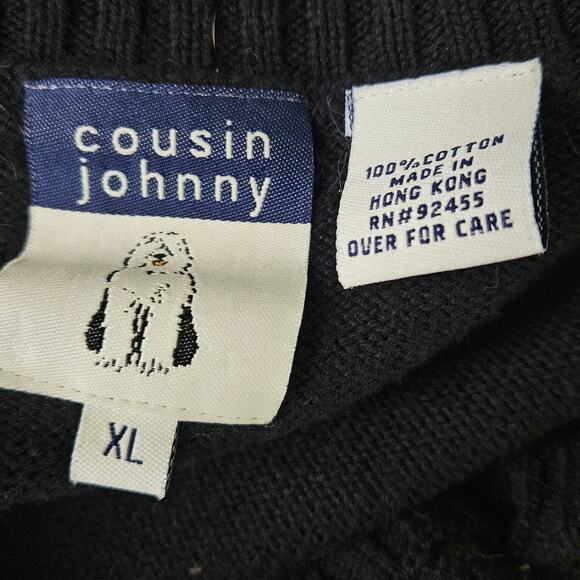 cousin
johnny
XL
100% COTTON
MADE IN
HONG KONG
RN#92455
OVER FOR CARE